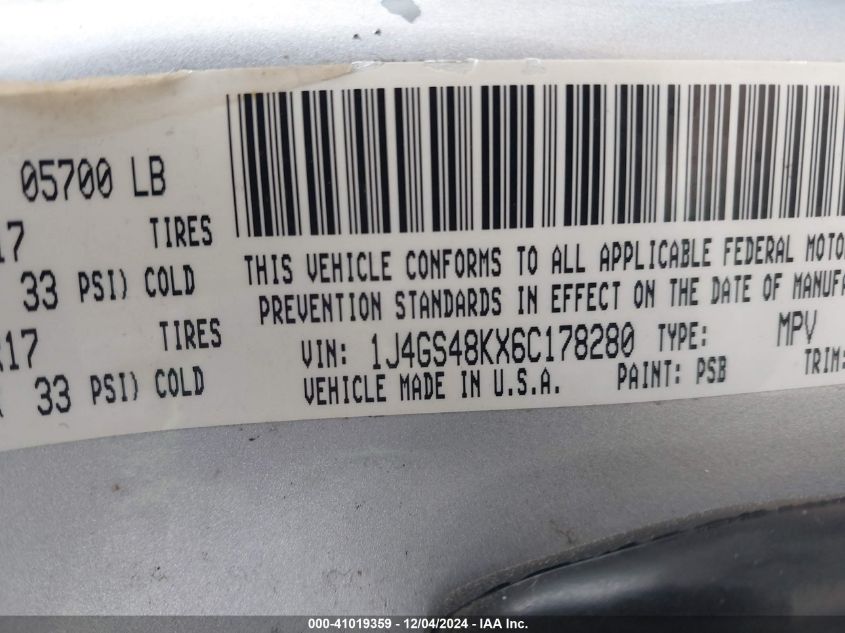 05700 LB
17 TIRES
33 PSI) COLD
17 TIRES
33 PSI) COLD
THIS VEHICLE CONFORMS TO ALL APPLICABLE FEDERAL MOTO
PREVENTION STANDARDS IN EFFECT ON THE DATE OF MANUFA
VIN: 1J4GS48KX6C178280 TYPE: MPV
VEHICLE MADE IN U.S.A. PAINT: PSB TRIM:
000-41019359 - 12/04/2024 - IAAI Inc.